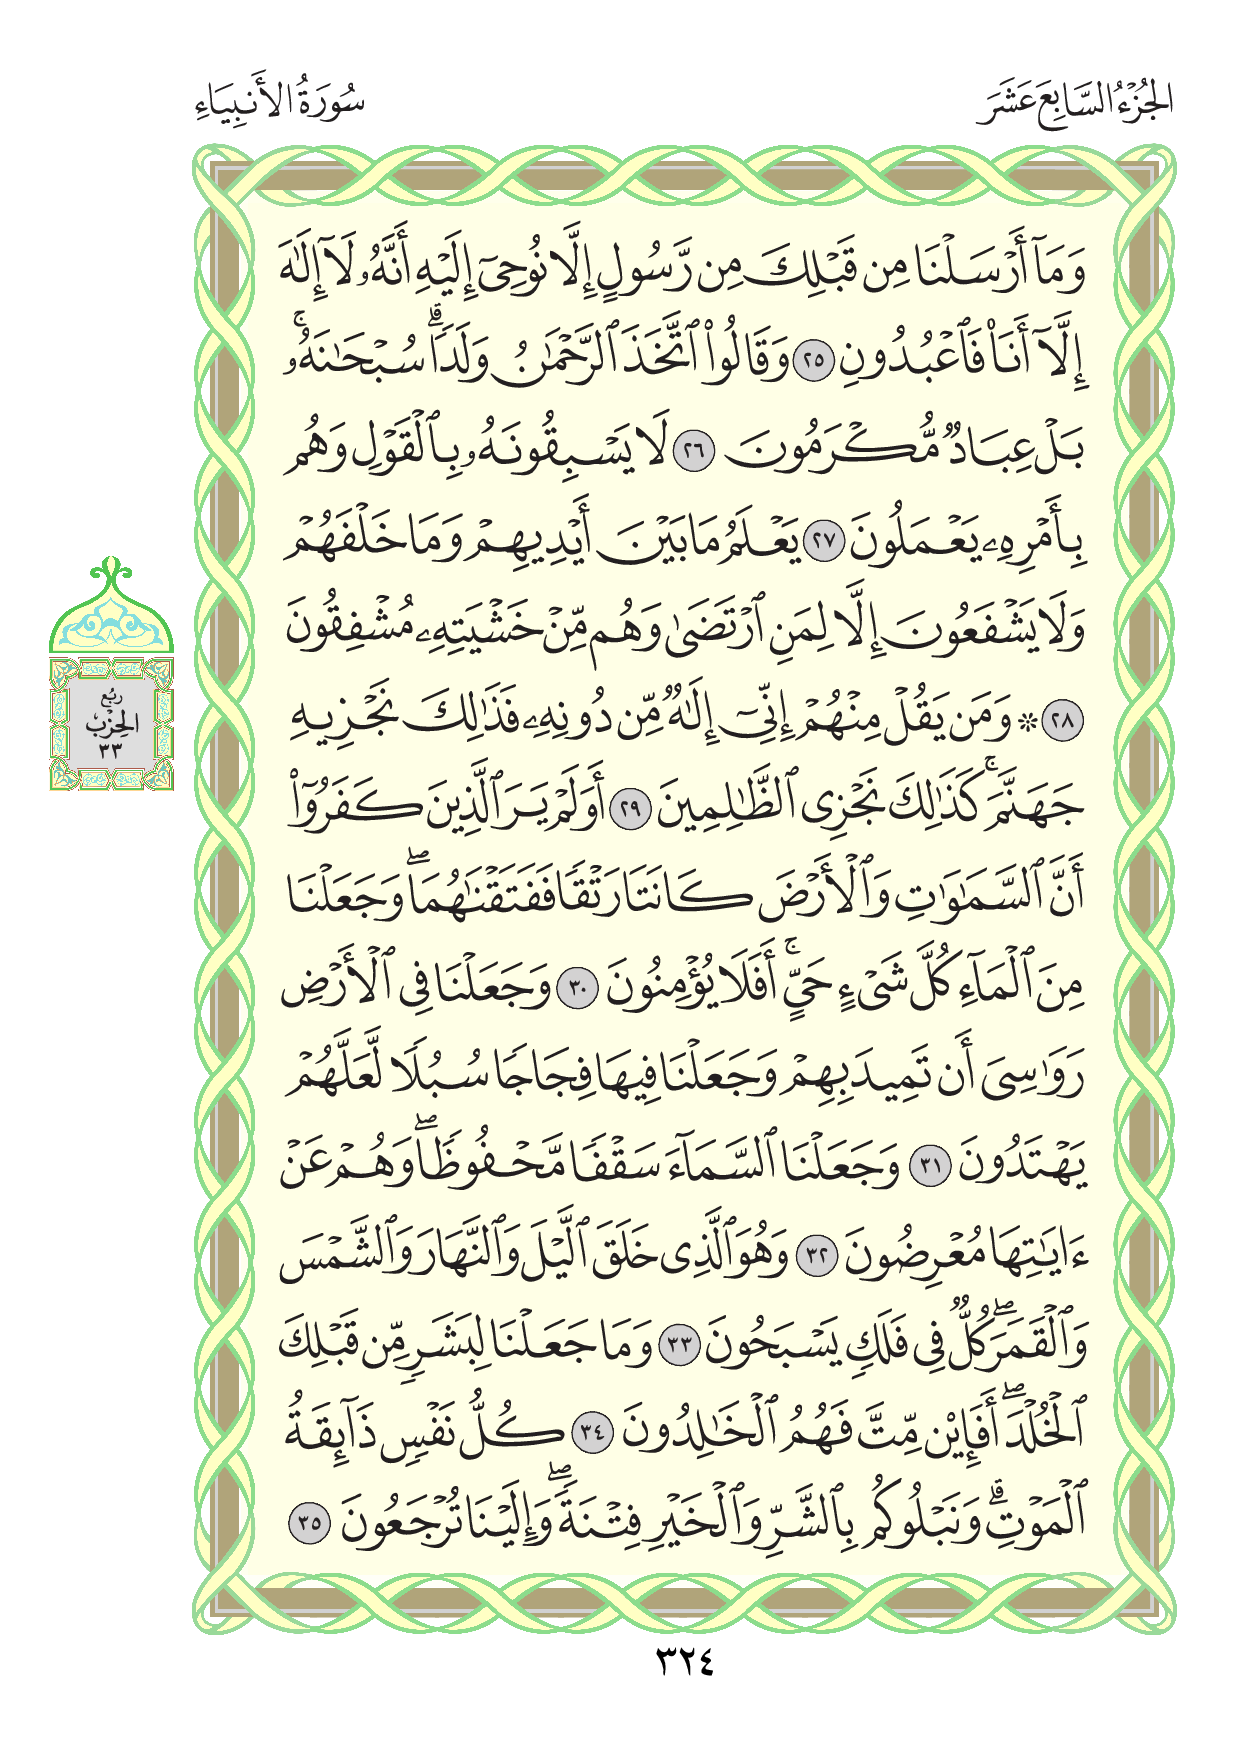 الجُزْءُ السَّابِعَ عَشَرَ
سُورَةُ الأَنبِيَاءِ
وَمَآ أَرْسَلْنَا مِن قَبْلِكَ مِن رَّسُولٍ إِلَّا نُوحِىٓ إِلَيْهِ أَنَّهُۥ لَآ إِلَٰهَ
إِلَّآ أَنَا۠ فَٱعْبُدُونِ ٢٥ وَقَالُوا۟ ٱتَّخَذَ ٱلرَّحْمَٰنُ وَلَدًا ۗ سُبْحَٰنَهُۥ ۚ
بَلْ عِبَادٌ مُّكْرَمُونَ ٢٦ لَا يَسْبِقُونَهُۥ بِٱلْقَوْلِ وَهُم
بِأَمْرِهِۦ يَعْمَلُونَ ٢٧ يَعْلَمُ مَا بَيْنَ أَيْدِيهِمْ وَمَا خَلْفَهُمْ
وَلَا يَشْفَعُونَ إِلَّا لِمَنِ ٱرْتَضَىٰ وَهُم مِّنْ خَشْيَتِهِۦ مُشْفِقُونَ
٢٨ ۞ وَمَن يَقُلْ مِنْهُمْ إِنِّىٓ إِلَٰهٌ مِّن دُونِهِۦ فَذَٰلِكَ نَجْزِيهِ
جَهَنَّمَ ۚ كَذَٰلِكَ نَجْزِى ٱلظَّٰلِمِينَ ٢٩ أَوَلَمْ يَرَ ٱلَّذِينَ كَفَرُوٓا۟
أَنَّ ٱلسَّمَٰوَٰتِ وَٱلْأَرْضَ كَانَتَا رَتْقًا فَفَتَقْنَٰهُمَا ۖ وَجَعَلْنَا
مِنَ ٱلْمَآءِ كُلَّ شَىْءٍ حَىٍّ ۚ أَفَلَا يُؤْمِنُونَ ٣٠ وَجَعَلْنَا فِى ٱلْأَرْضِ
رَوَٰسِىَ أَن تَمِيدَ بِهِمْ وَجَعَلْنَا فِيهَا فِجَاجًا سُبُلًا لَّعَلَّهُمْ
يَهْتَدُونَ ٣١ وَجَعَلْنَا ٱلسَّمَآءَ سَقْفًا مَّحْفُوظًا ۖ وَهُمْ عَنْ
ءَايَٰتِهَا مُعْرِضُونَ ٣٢ وَهُوَ ٱلَّذِى خَلَقَ ٱلَّيْلَ وَٱلنَّهَارَ وَٱلشَّمْسَ
وَٱلْقَمَرَ ۖ كُلٌّ فِى فَلَكٍ يَسْبَحُونَ ٣٣ وَمَا جَعَلْنَا لِبَشَرٍ مِّن قَبْلِكَ
ٱلْخُلْدَ ۖ أَفَإِي۟ن مِّتَّ فَهُمُ ٱلْخَٰلِدُونَ ٣٤ كُلُّ نَفْسٍ ذَآئِقَةُ
ٱلْمَوْتِ ۗ وَنَبْلُوكُم بِٱلشَّرِّ وَٱلْخَيْرِ فِتْنَةً ۖ وَإِلَيْنَا تُرْجَعُونَ ٣٥
ربع
الحزب
٣٣
٣٢٤